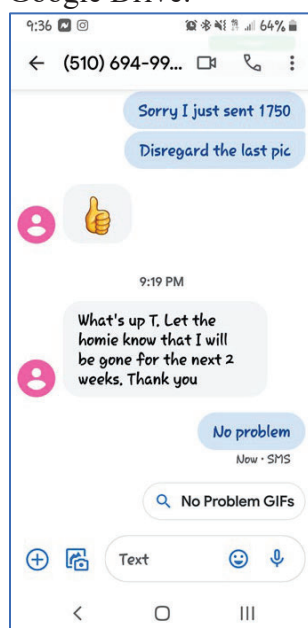 Google Drive.
9:36 64%
(510) 694-99...
Sorry I just sent 1750
Disregard the last pic
9:19 PM
What's up T. Let the
homie know that I will
be gone for the next 2
weeks. Thank you
No problem
Now · SMS
No Problem GIFs
Text